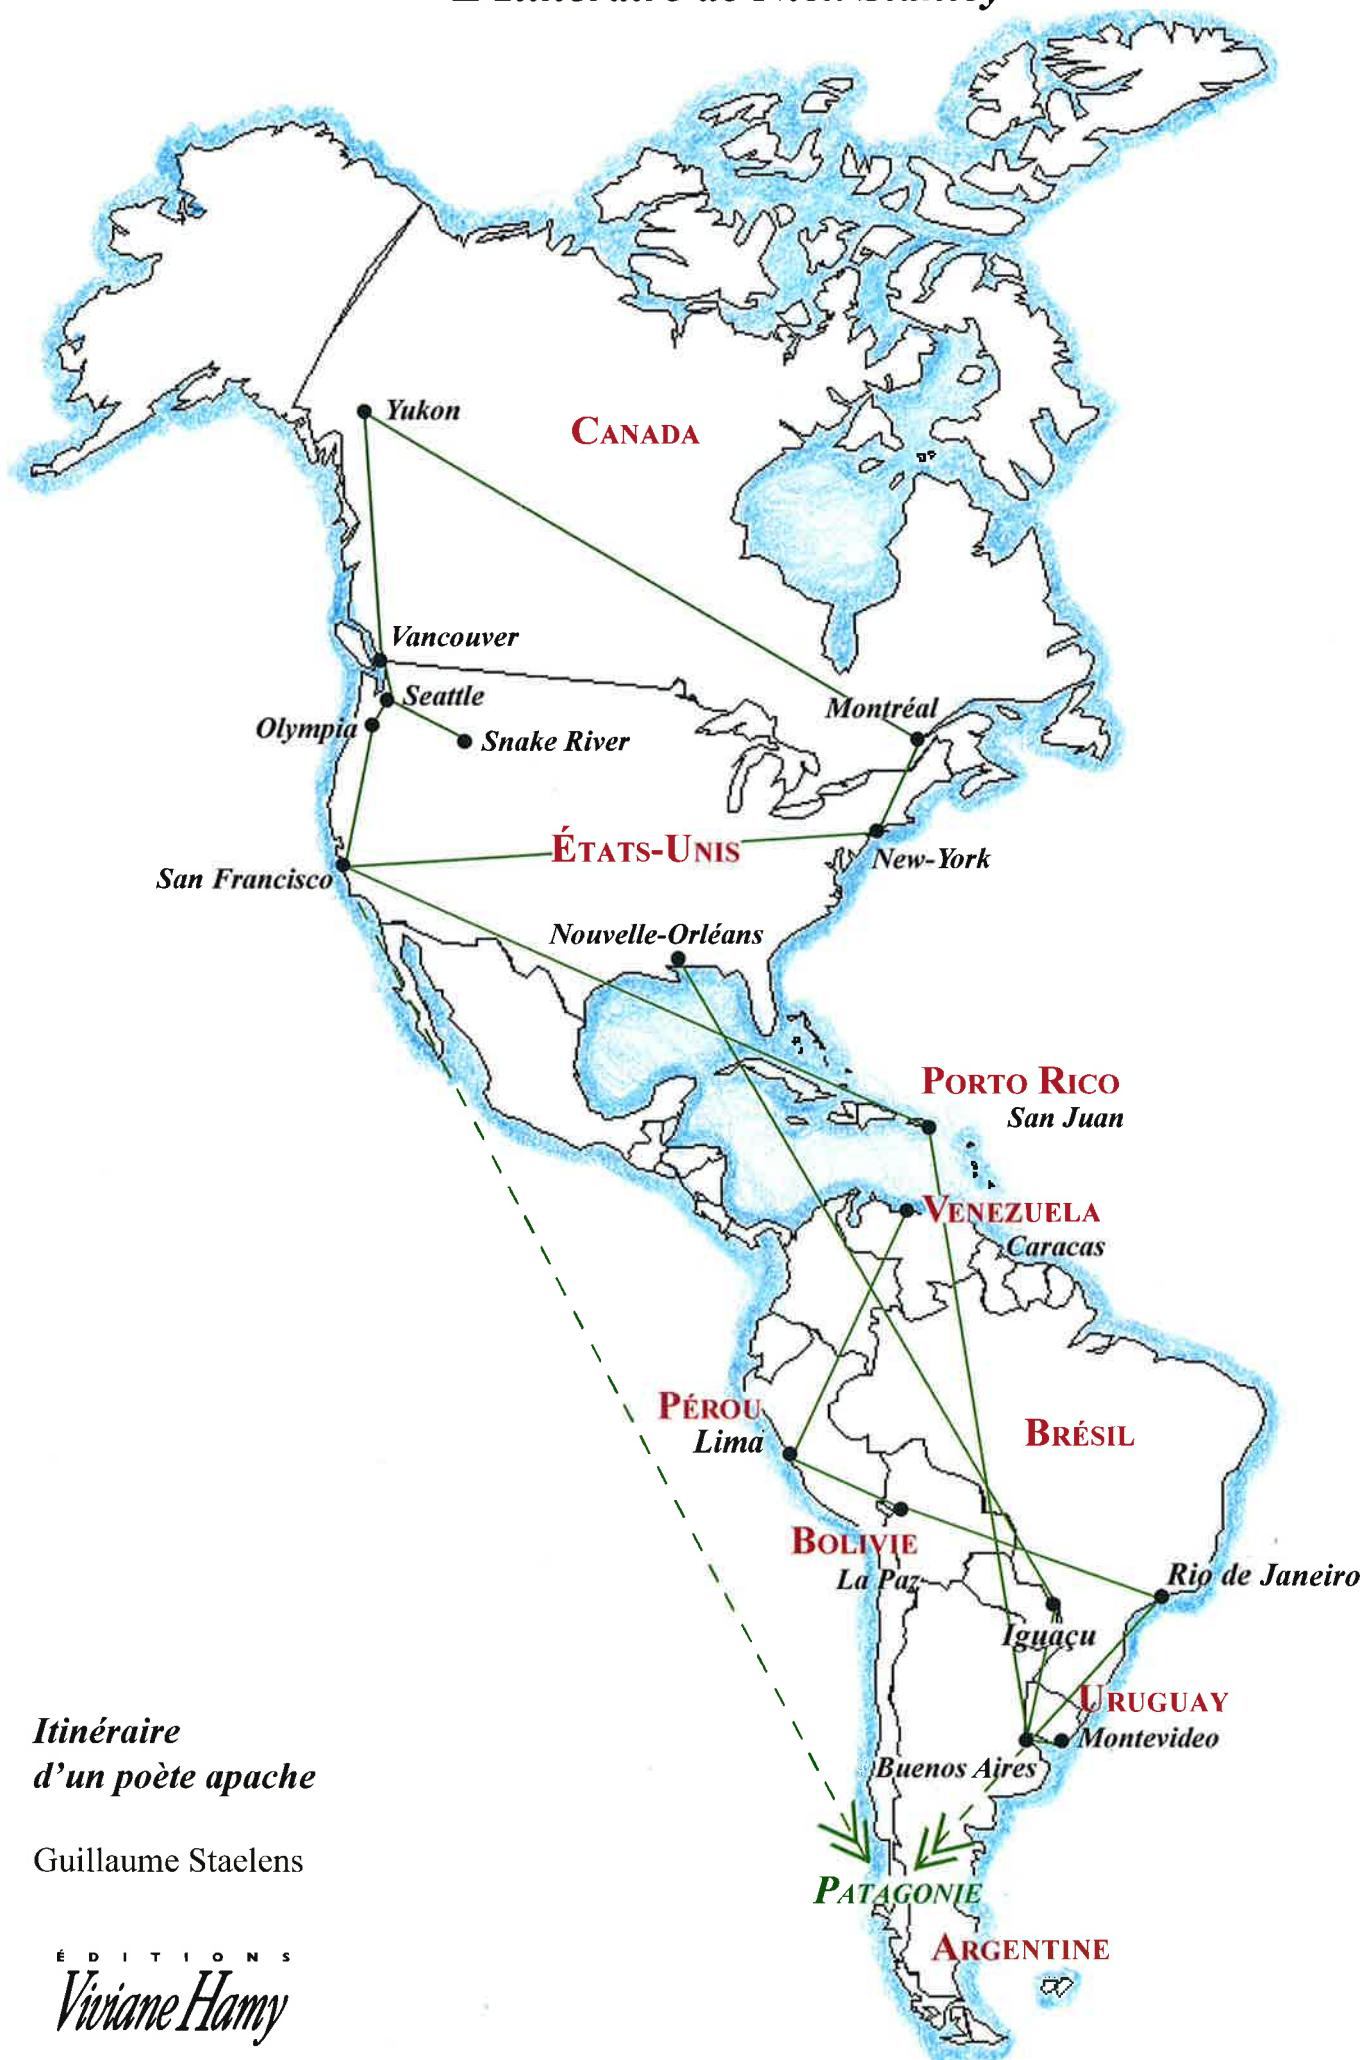 Yukon
CANADA
Vancouver
Seattle
Olympia
Snake River
Montréal
ÉTATS-UNIS
New-York
San Francisco
Nouvelle-Orléans
PORTO RICO
San Juan
VENEZUELA
Caracas
PÉROU
Lima
BRÉSIL
BOLIVIE
La Paz
Rio de Janeiro
Iguaçu
URUGUAY
Montevideo
Buenos Aires
PATAGONIE
ARGENTINE
Itinéraire
d'un poète apache
Guillaume Staelens
ÉDITIONS
Viviane Hamy